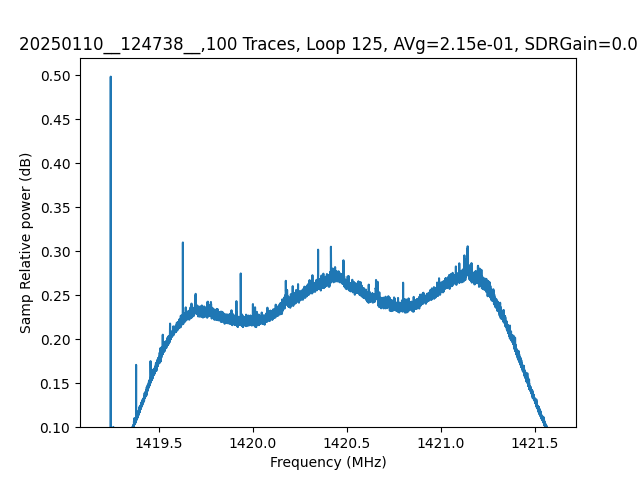 20250110__124738__,100 Traces, Loop 125, AVg=2.15e-01, SDRGain=0.0
0.50
0.45
0.40
0.35
0.30
0.25
0.20
0.15
0.10
Samp Relative power (dB)
1419.5 1420.0 1420.5 1421.0 1421.5
Frequency (MHz)